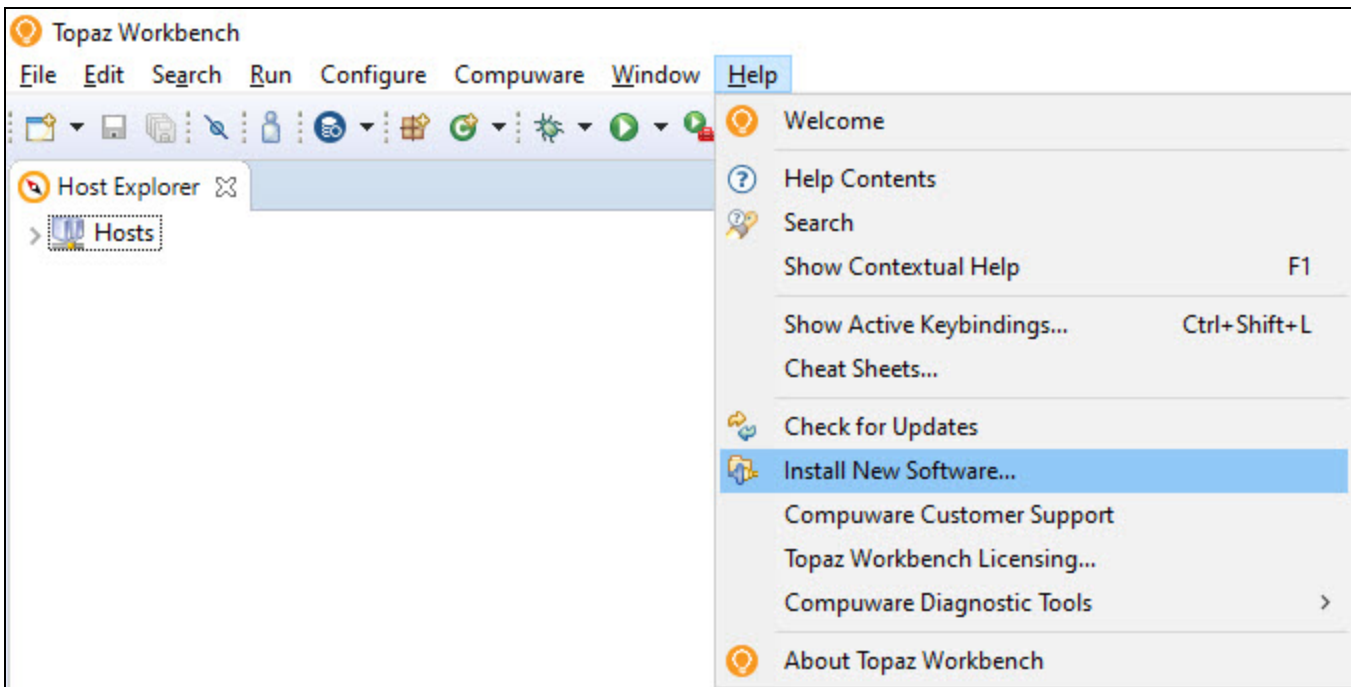 Topaz Workbench
File Edit Search Run Configure Compuware Window Help
Welcome
Host Explorer
Help Contents
Hosts
Search
Show Contextual Help F1
Show Active Keybindings... Ctrl+Shift+L
Cheat Sheets...
Check for Updates
Install New Software...
Compuware Customer Support
Topaz Workbench Licensing...
Compuware Diagnostic Tools
About Topaz Workbench